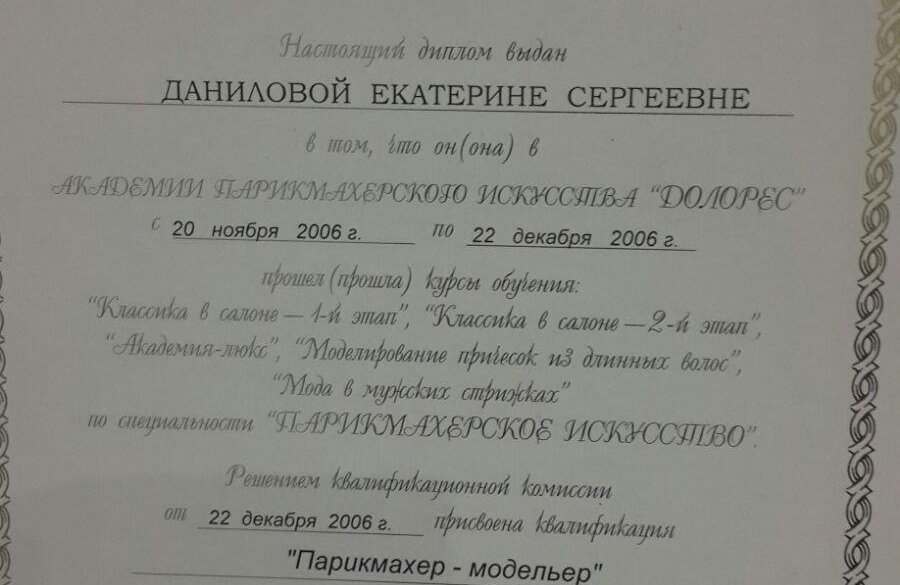 Настоящий диплом выдан
ДАНИЛОВОЙ ЕКАТЕРИНЕ СЕРГЕЕВНЕ
в том, что он(она) в
АКАДЕМИИ ПАРИКМАХЕРСКОГО ИСКУССТВА "ДОЛОРЕС"
с 20 ноября 2006 г. по 22 декабря 2006 г.
прошел (прошла) курсы обучения:
"Классика в салоне — 1-й этап", "Классика в салоне — 2-й этап",
"Академия-люкс", "Моделирование причесок из длинных волос",
"Мода в мужских стрижках"
по специальности "ПАРИКМАХЕРСКОЕ ИСКУССТВО".
Решением квалификационной комиссии
от 22 декабря 2006 г. присвоена квалификация
"Парикмахер - модельер"